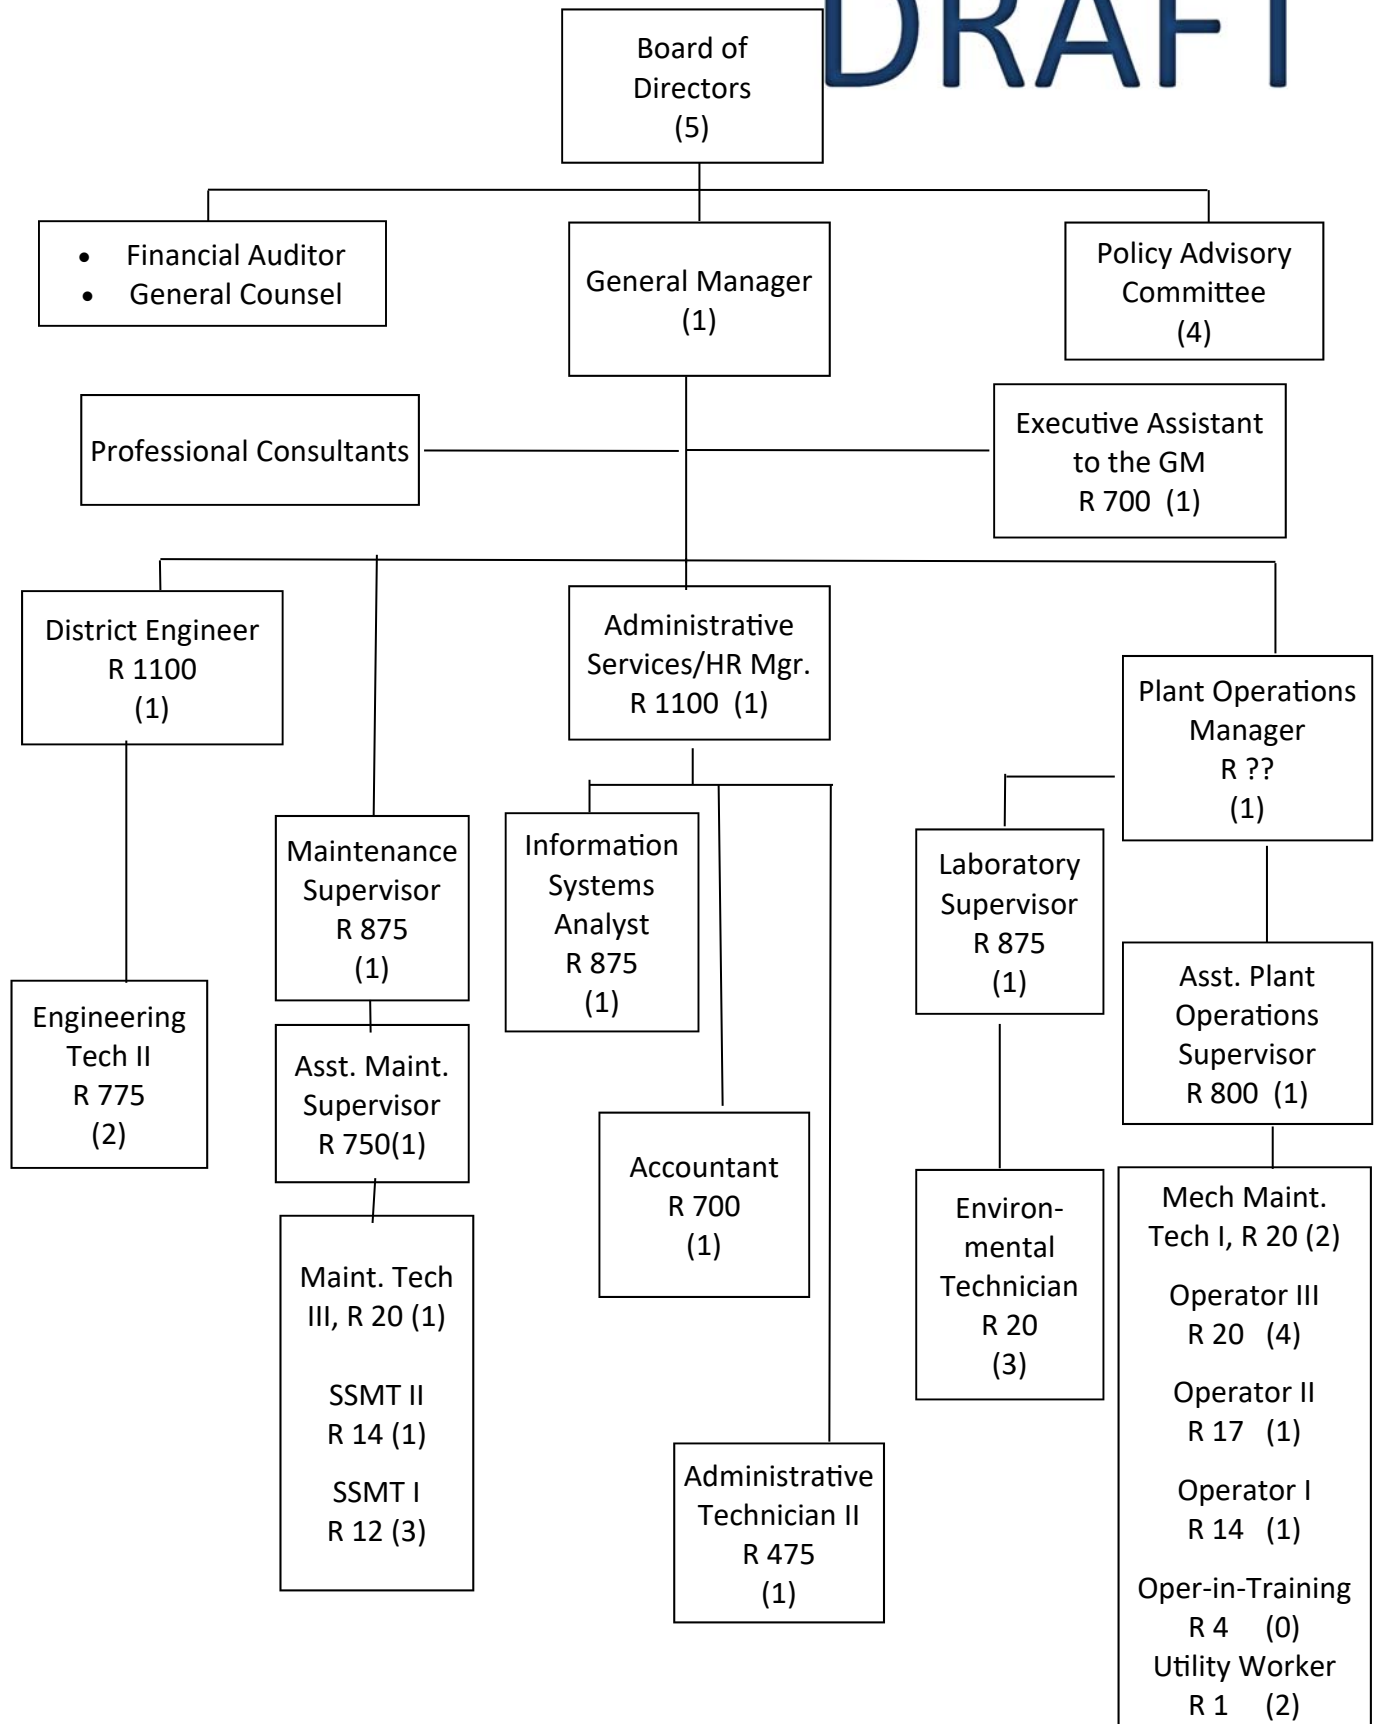 DRAFT
Board of
Directors
(5)
• Financial Auditor
• General Counsel
General Manager
(1)
Policy Advisory
Committee
(4)
Professional Consultants
Executive Assistant
to the GM
R 700 (1)
District Engineer
R 1100
(1)
Administrative
Services/HR Mgr.
R 1100 (1)
Plant Operations
Manager
R ??
(1)
Maintenance
Supervisor
R 875
(1)
Information
Systems
Analyst
R 875
(1)
Laboratory
Supervisor
R 875
(1)
Engineering
Tech II
R 775
(2)
Asst. Maint.
Supervisor
R 750(1)
Asst. Plant
Operations
Supervisor
R 800 (1)
Accountant
R 700
(1)
Environ-
mental
Technician
R 20
(3)
Maint. Tech
III, R 20 (1)
SSMT II
R 14 (1)
SSMT I
R 12 (3)
Administrative
Technician II
R 475
(1)
Mech Maint.
Tech I, R 20 (2)
Operator III
R 20 (4)
Operator II
R 17 (1)
Operator I
R 14 (1)
Oper-in-Training
R 4 (0)
Utility Worker
R 1 (2)